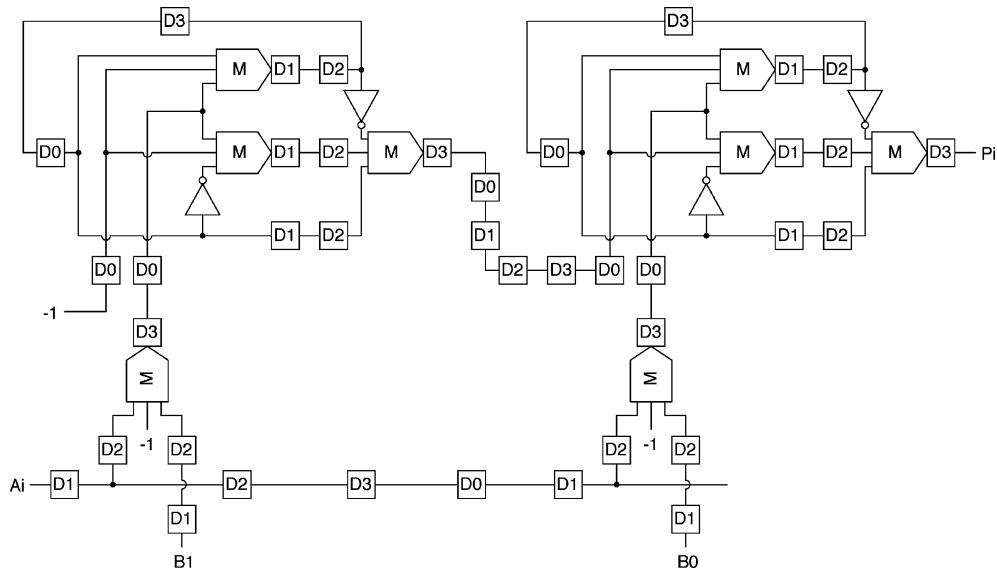 D3 D3
M D1 D2 M D1 D2
D0 M D1 D2 M D3 D0 M D1 D2 M D3 Pi
D0
D1 D2 D1 D1 D2
D0 D0 D2 D3 D0 D0
-1
D3 D3
M M
D2 -1 D2 D2 -1 D2
Ai D1 D2 D3 D0 D1
D1 D1
B1 B0